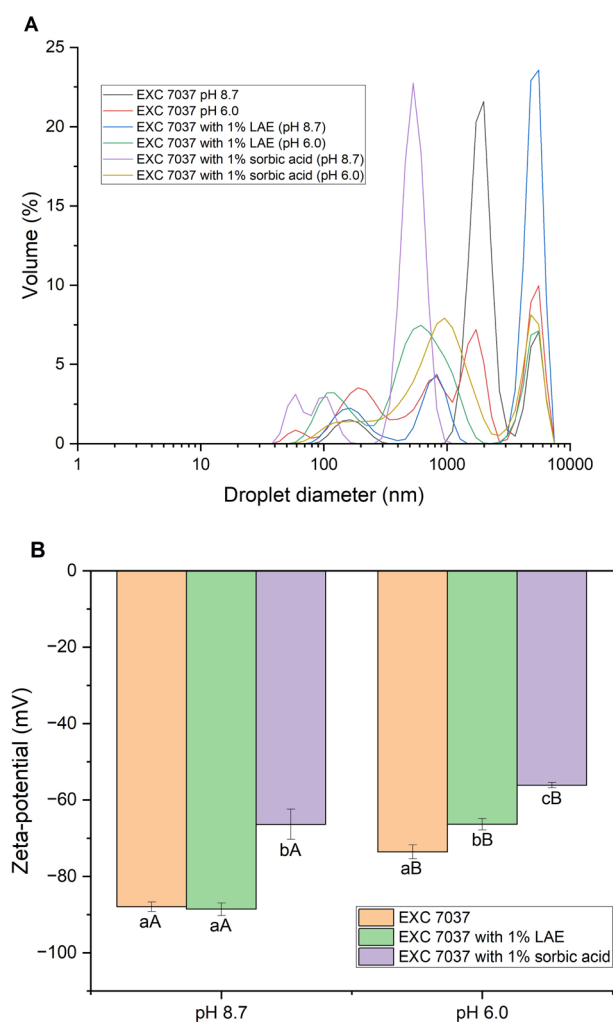 A
25
20
15
10
5
0
Volume (%)
EXC 7037 pH 8.7
EXC 7037 pH 6.0
EXC 7037 with 1% LAE (pH 8.7)
EXC 7037 with 1% LAE (pH 6.0)
EXC 7037 with 1% sorbic acid (pH 8.7)
EXC 7037 with 1% sorbic acid (pH 6.0)
1 10 100 1000 10000
Droplet diameter (nm)
B
0
−20
−40
−60
−80
−100
Zeta-potential (mV)
aA aA bA aB bB cB
EXC 7037
EXC 7037 with 1% LAE
EXC 7037 with 1% sorbic acid
pH 8.7 pH 6.0